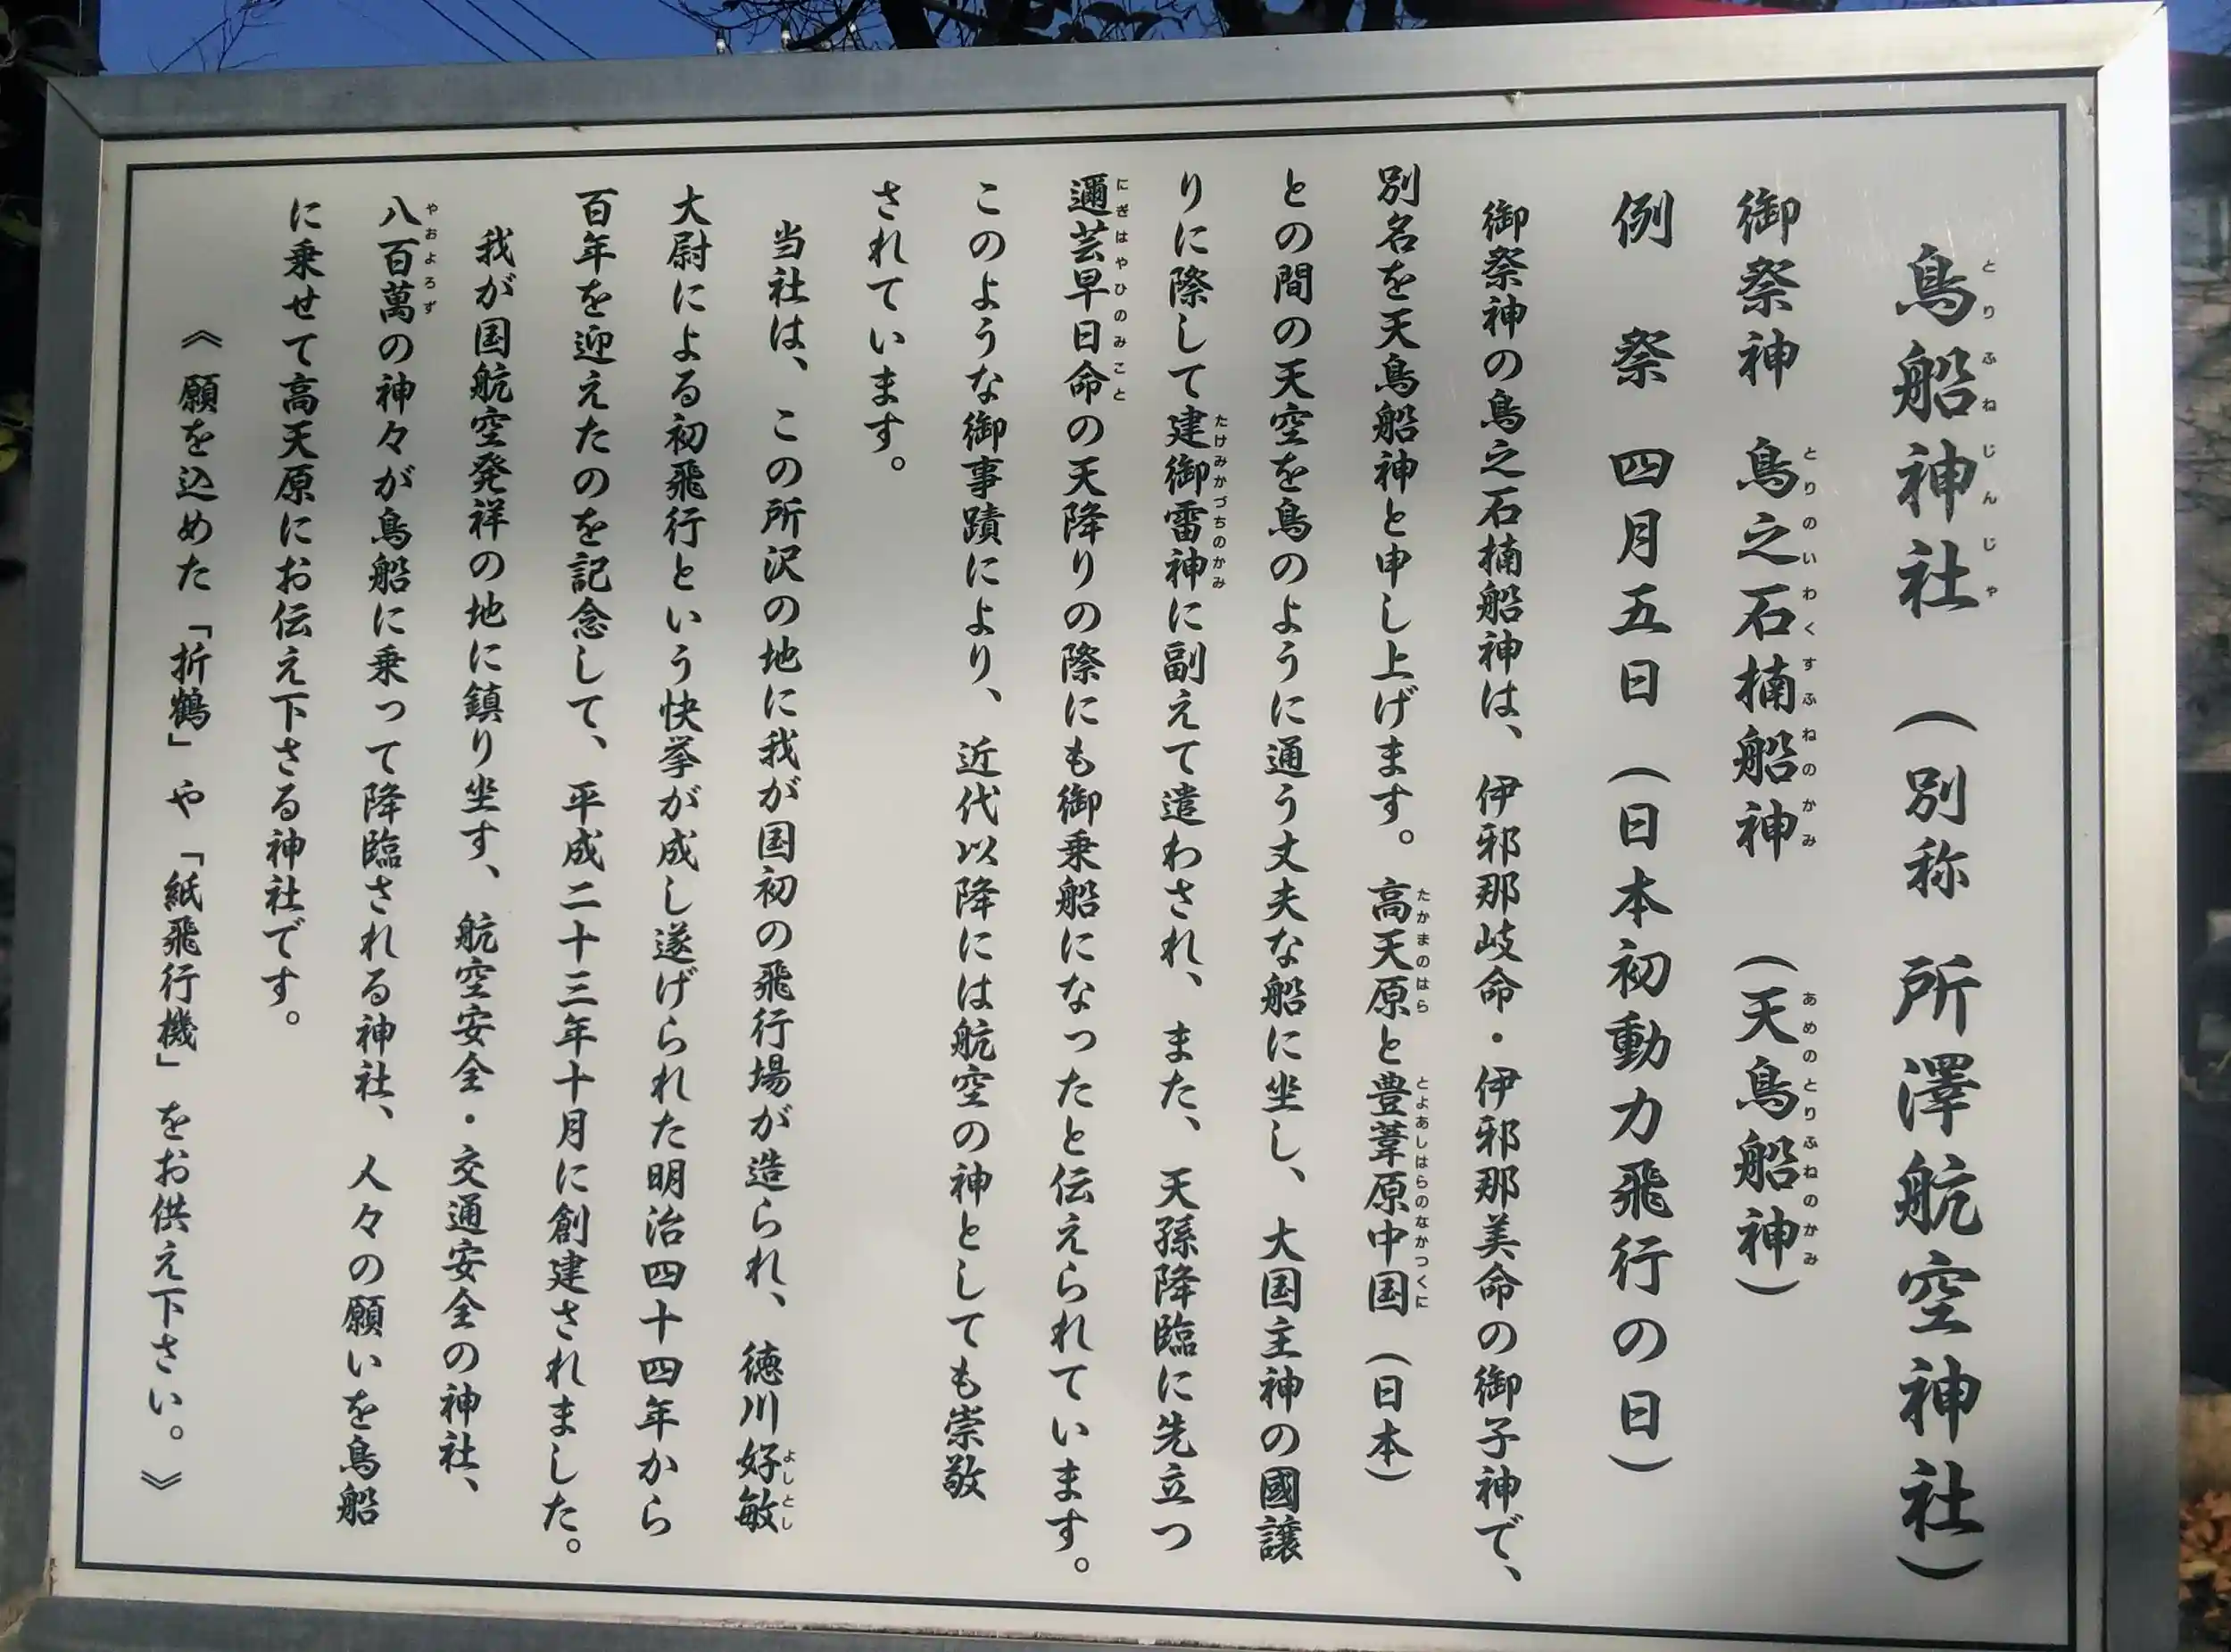 鳥船神社（別称 所澤航空神社）
御祭神 鳥之石楠船神 （天鳥船神）
例 祭 四月五日（日本初動力飛行の日）
御祭神の鳥之石楠船神は、伊邪那岐命・伊邪那美命の御子神で、
別名を天鳥船神と申し上げます。高天原と豊葦原中国（日本）
との間の天空を鳥のように通う丈夫な船に坐し、大国主神の國譲
りに際して建御雷神に副えて遣わされ、また、天孫降臨に先立つ
邇芸早日命の天降りの際にも御乗船になったと伝えられています。
このような御事蹟により、近代以降には航空の神としても崇敬
されています。
当社は、この所沢の地に我が国初の飛行場が造られ、徳川好敏
大尉による初飛行という快挙が成し遂げられた明治四十四年から
百年を迎えたのを記念して、平成二十三年十月に創建されました。
我が国航空発祥の地に鎮り坐す、航空安全・交通安全の神社、
八百萬の神々が鳥船に乗って降臨される神社、人々の願いを鳥船
に乗せて高天原にお伝え下さる神社です。
《願を込めた「折鶴」や「紙飛行機」をお供え下さい。》